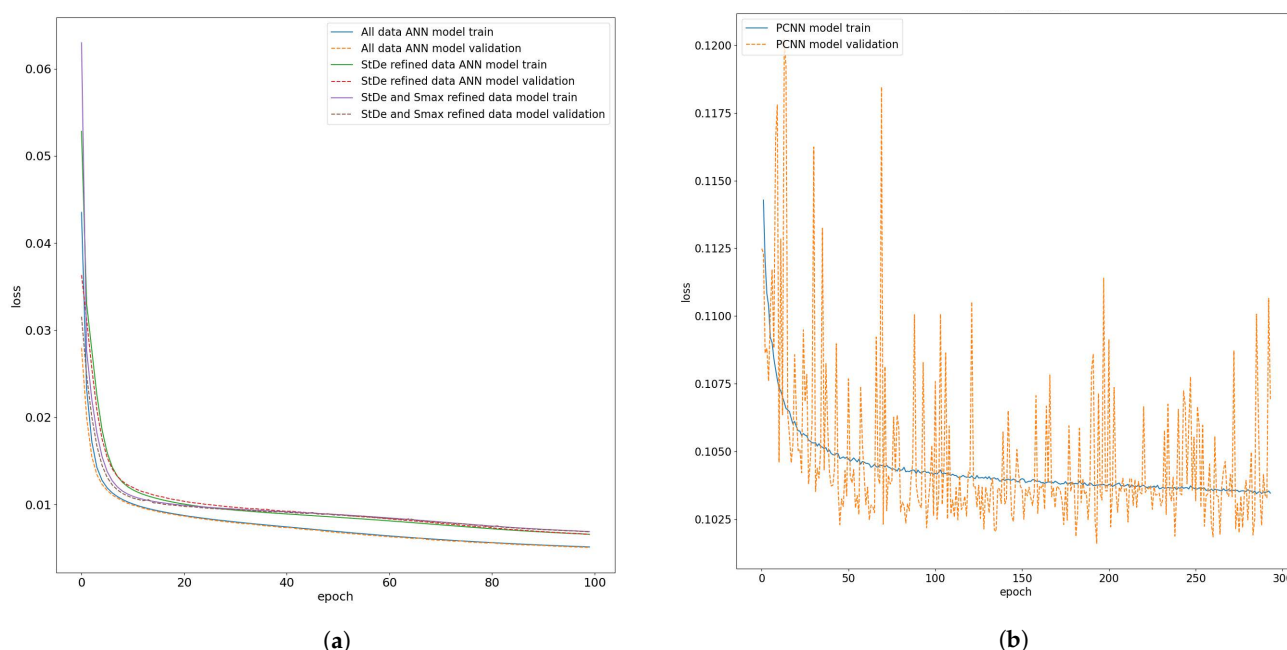 All data ANN model train
All data ANN model validation
StDe refined data ANN model train
StDe refined data ANN model validation
StDe and Smax refined data model train
StDe and Smax refined data model validation
0.06
0.05
0.04
0.03
0.02
0.01
loss
0 20 40 60 80 100
epoch
(a)
PCNN model train
PCNN model validation
0.1200
0.1175
0.1150
0.1125
0.1100
0.1075
0.1050
0.1025
loss
0 50 100 150 200 250 300
epoch
(b)